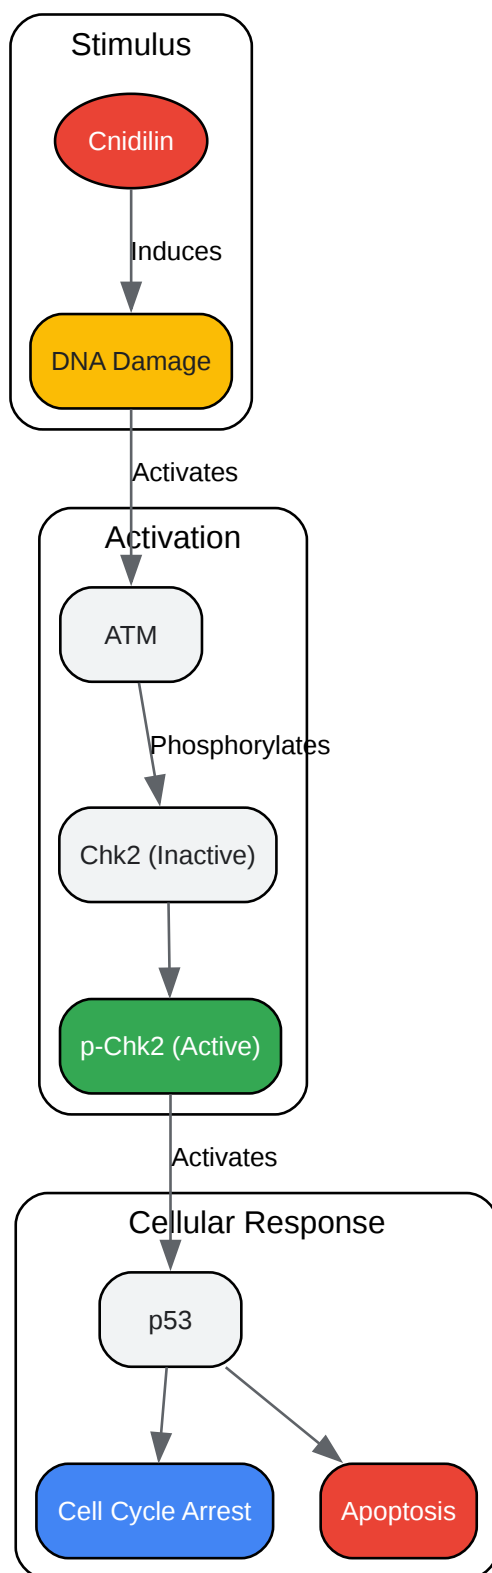 Stimulus
Cnidilin
Induces
DNA Damage
Activates
Activation
ATM
Phosphorylates
Chk2 (Inactive)
p-Chk2 (Active)
Activates
Cellular Response
p53
Cell Cycle Arrest
Apoptosis